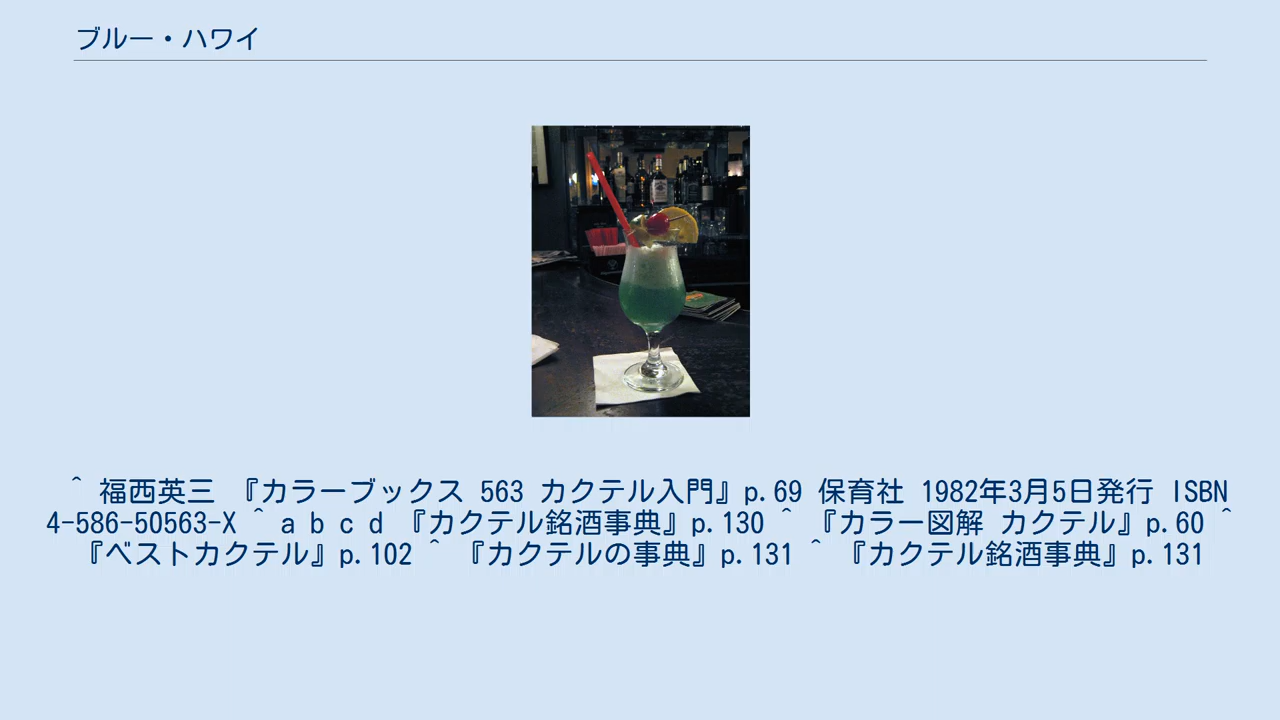 ブルー・ハワイ
^ 福西英三 『カラーブックス 563 カクテル入門』p.69 保育社 1982年3月5日発行 ISBN
4-586-50563-X ^ a b c d 『カクテル銘酒事典』p.130 ^ 『カラー図解 カクテル』p.60 ^
『ベストカクテル』p.102 ^ 『カクテルの事典』p.131 ^ 『カクテル銘酒事典』p.131